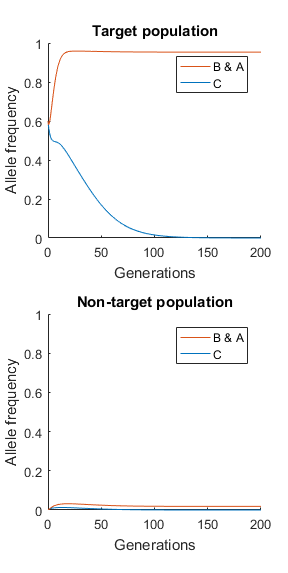 Target population
1
0.8
0.6
0.4
0.2
0
Allele frequency
B & A
C
0 50 100 150 200
Generations
Non-target population
1
0.8
0.6
0.4
0.2
0
Allele frequency
B & A
C
0 50 100 150 200
Generations